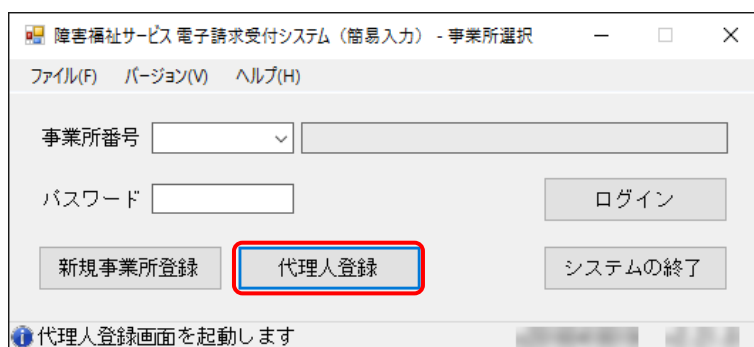 障害福祉サービス 電子請求受付システム（簡易入力） - 事業所選択
ファイル(F) バージョン(V) ヘルプ(H)
事業所番号
パスワード ログイン
新規事業所登録 代理人登録 システムの終了
代理人登録画面を起動します